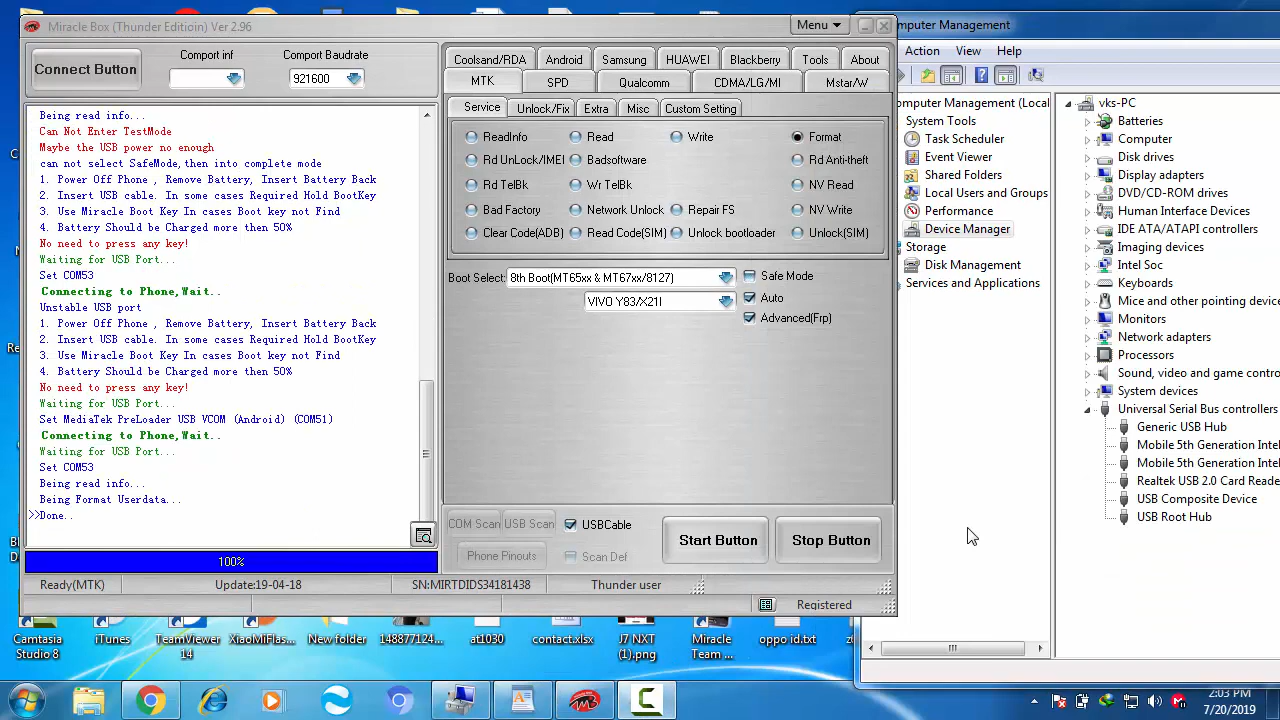 Miracle Box (Thunder Editioin) Ver 2.96
Menu
Connect Button
Comport inf
Comport Baudrate
921600
Being read info...
Can Not Enter TestMode
Maybe the USB power no enough
can not select SafeMode,then into complete mode
1. Power Off Phone , Remove Battery, Insert Battery Back
2. Insert USB cable. In some cases Required Hold BootKey
3. Use Miracle Boot Key In cases Boot key not Find
4. Battery Should be Charged more then 50%
No need to press any key!
Waiting for USB Port...
Set COM53
Connecting to Phone,Wait..
Unstable USB port
1. Power Off Phone , Remove Battery, Insert Battery Back
2. Insert USB cable. In some cases Required Hold BootKey
3. Use Miracle Boot Key In cases Boot key not Find
4. Battery Should be Charged more then 50%
No need to press any key!
Waiting for USB Port...
Set MediaTek PreLoader USB VCOM (Android) (COM51)
Connecting to Phone,Wait..
Waiting for USB Port...
Set COM53
Being read info...
Being Format Userdata...
>>Done..
100%
Coolsand/RDA Android Samsung HUAWEI Blackberry Tools About
MTK SPD Qualcomm CDMA/LG/MI Mstar/W
Service Unlock/Fix Extra Misc Custom Setting
ReadInfo Read Write Format
Rd UnLock/IMEI Badsoftware Rd Anti-theft
Rd TelBk Wr TelBk NV Read
Bad Factory Network Unlock Repair FS NV Write
Clear Code(ADB) Read Code(SIM) Unlock bootloader Unlock(SIM)
Boot Select: 8th Boot(MT65xx & MT67xx/8127) Safe Mode
VIVO Y83/X21I Auto
Advanced(Frp)
COM Scan USB Scan USBCable
Phone Pinouts Scan Def
Start Button Stop Button
Ready(MTK) Update:19-04-18 SN:MIRTDIDS34181438 Thunder user
Registered
mputer Management
Action View Help
omputer Management (Local
System Tools
Task Scheduler
Event Viewer
Shared Folders
Local Users and Groups
Performance
Device Manager
Storage
Disk Management
Services and Applications
vks-PC
Batteries
Computer
Disk drives
Display adapters
DVD/CD-ROM drives
Human Interface Devices
IDE ATA/ATAPI controllers
Imaging devices
Intel Soc
Keyboards
Mice and other pointing devic
Monitors
Network adapters
Processors
Sound, video and game contro
System devices
Universal Serial Bus controllers
Generic USB Hub
Mobile 5th Generation Intel
Mobile 5th Generation Intel
Realtek USB 2.0 Card Reade
USB Composite Device
USB Root Hub
Camtasia Studio 8
iTunes
TeamViewer 14
XiaoMiFlas...
New folder
148877124...
at1030
contact.xlsx
J7 NXT (1).png
Miracle Team ...
oppo id.txt
2:03 PM
7/20/2019